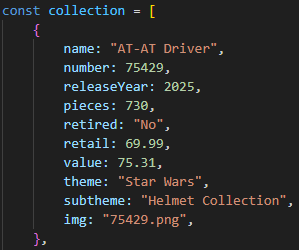 const collection = [
{
name: "AT-AT Driver",
number: 75429,
releaseYear: 2025,
pieces: 730,
retired: "No",
retail: 69.99,
value: 75.31,
theme: "Star Wars",
subtheme: "Helmet Collection",
img: "75429.png",
},